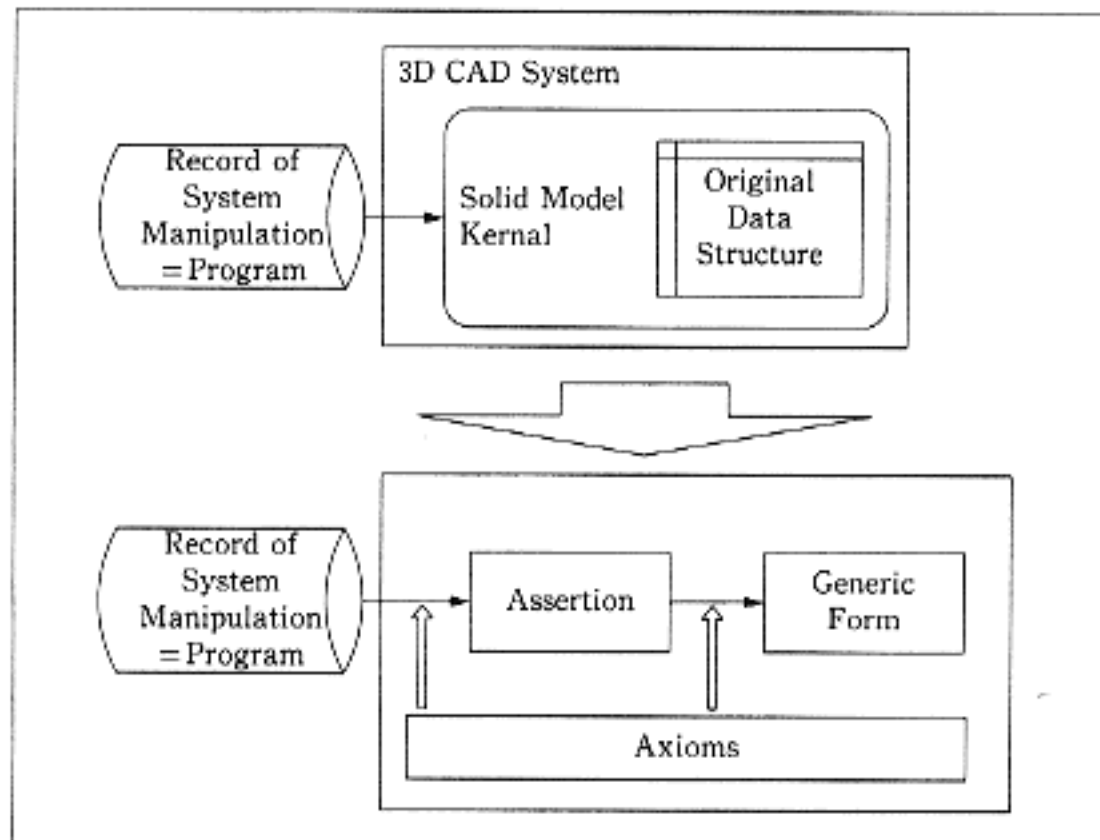 3D CAD System
Record of
System
Manipulation
=Program
Solid Model
Kernal
Original
Data
Structure
Record of
System
Manipulation
=Program
Assertion
Generic
Form
Axioms